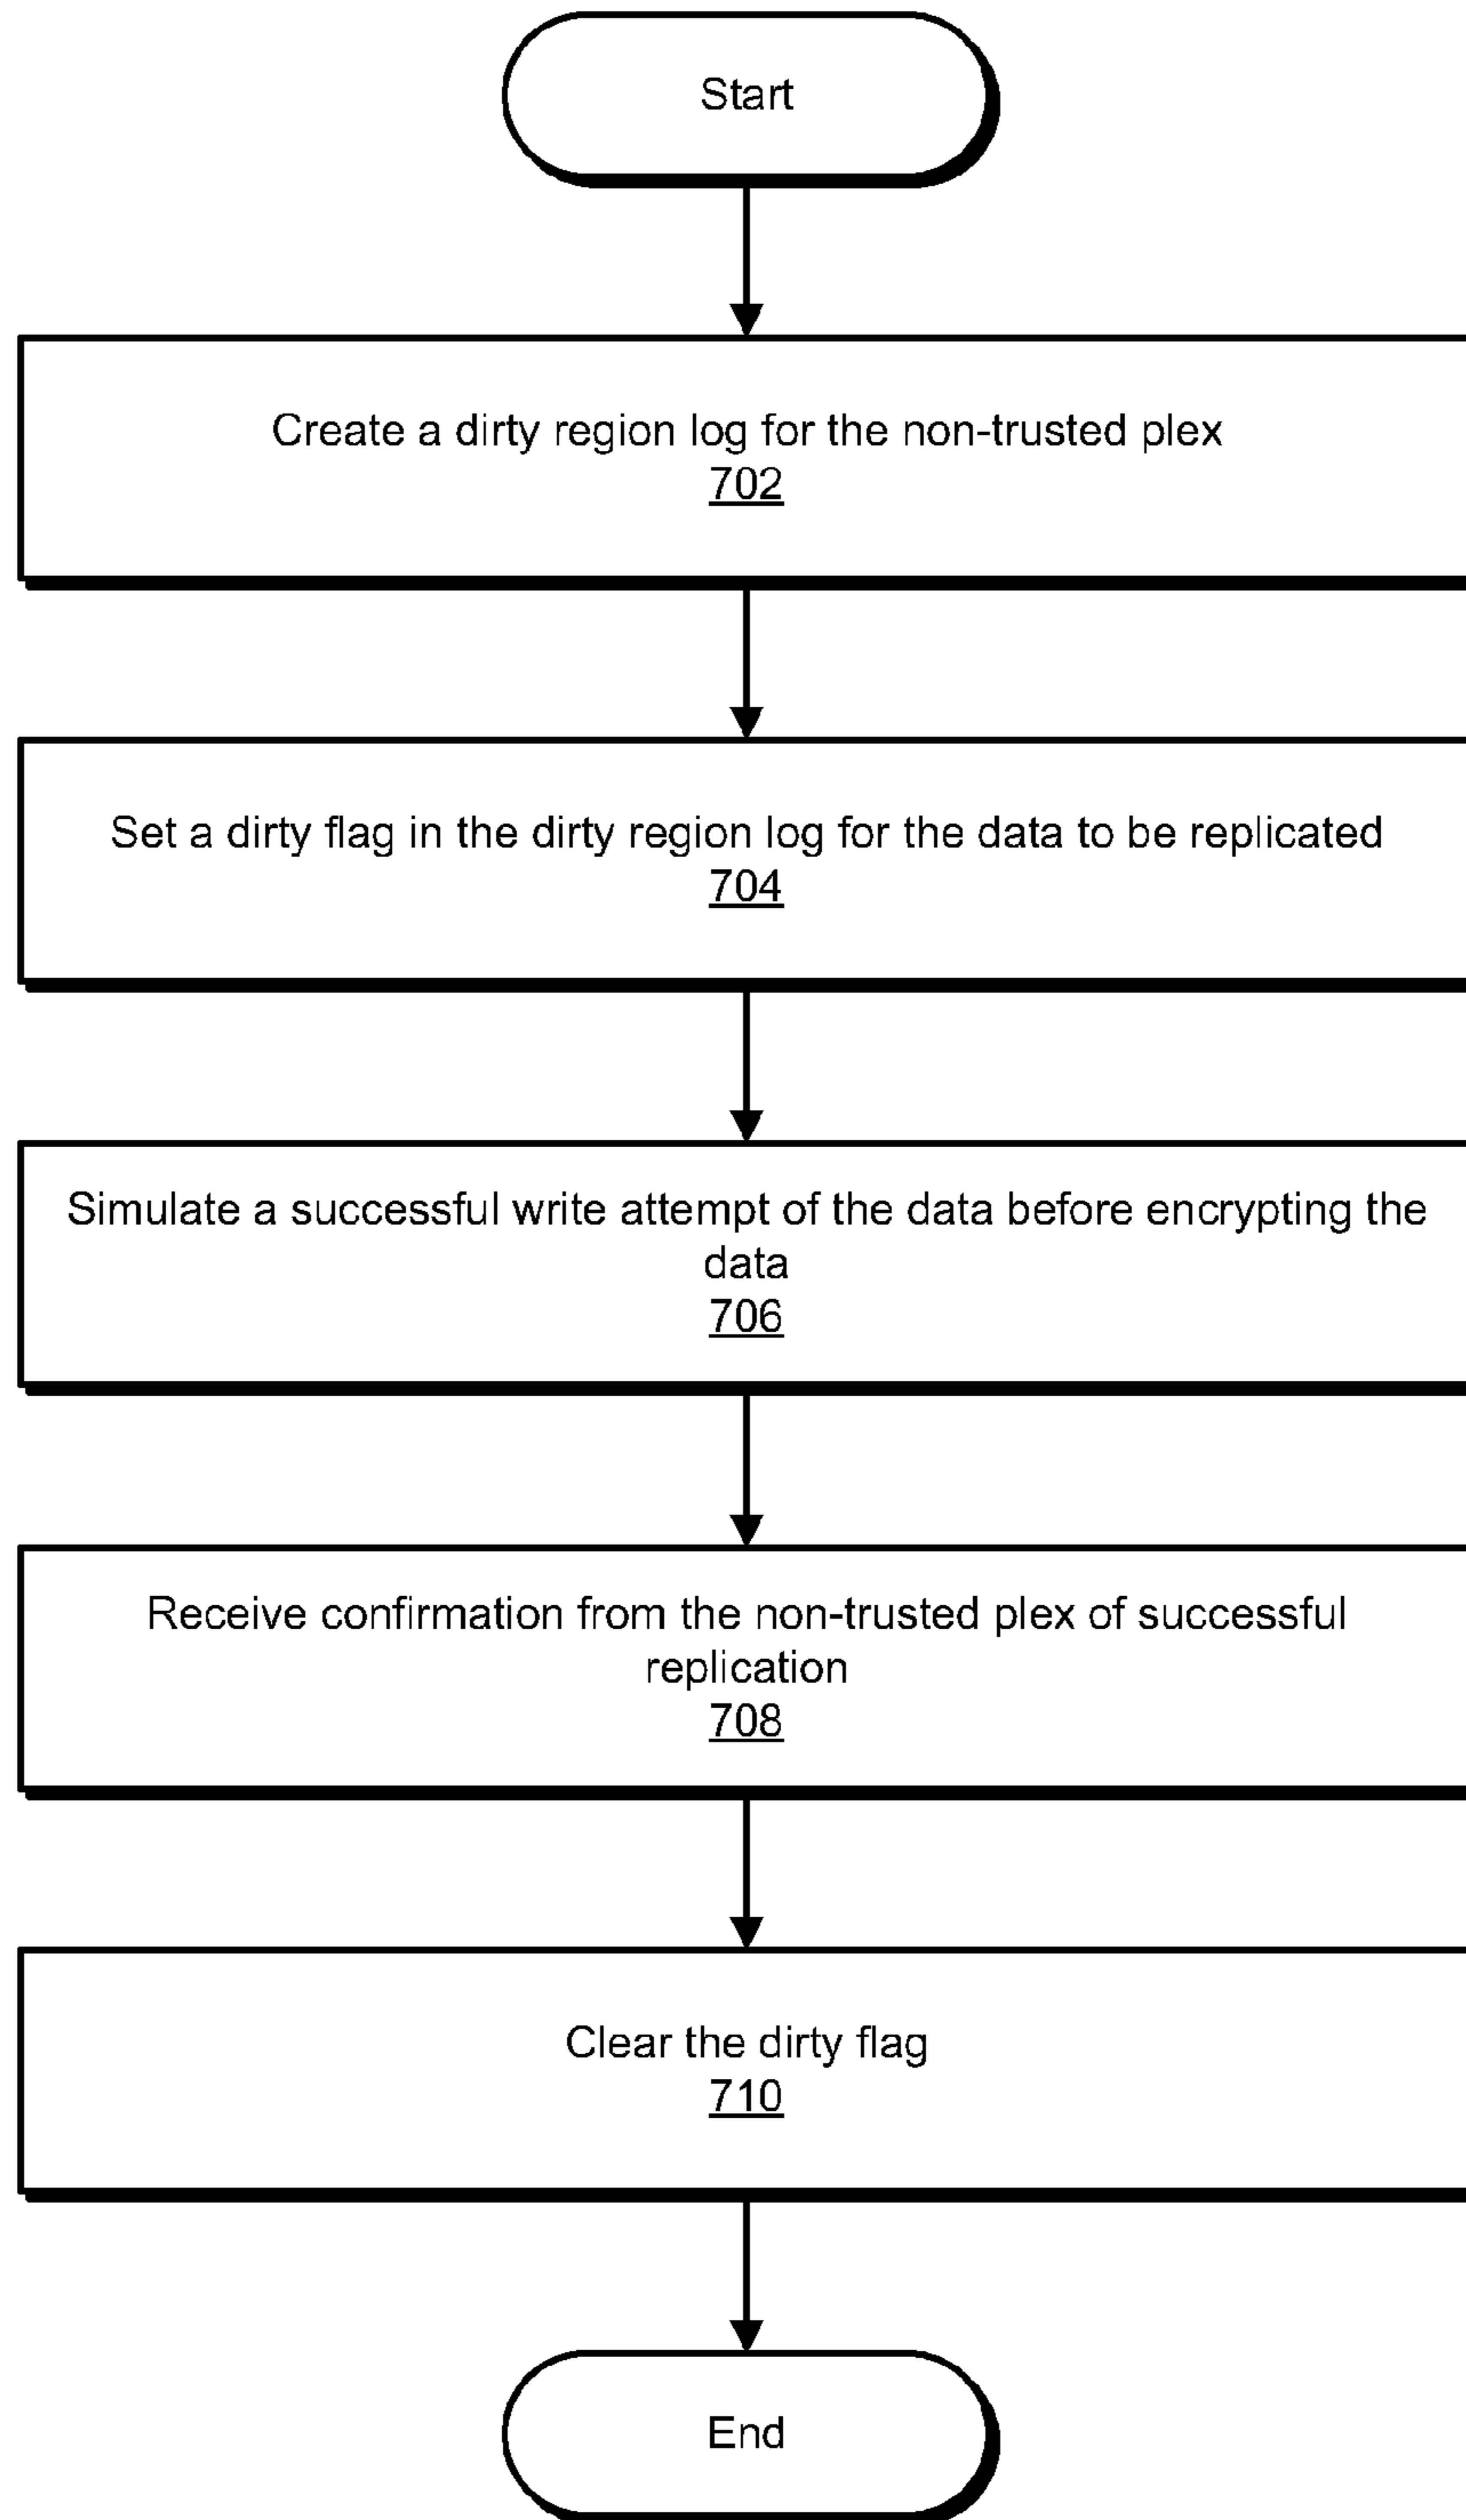 Start
Create a dirty region log for the non-trusted plex
702
Set a dirty flag in the dirty region log for the data to be replicated
704
Simulate a successful write attempt of the data before encrypting the
data
706
Receive confirmation from the non-trusted plex of successful
replication
708
Clear the dirty flag
710
End